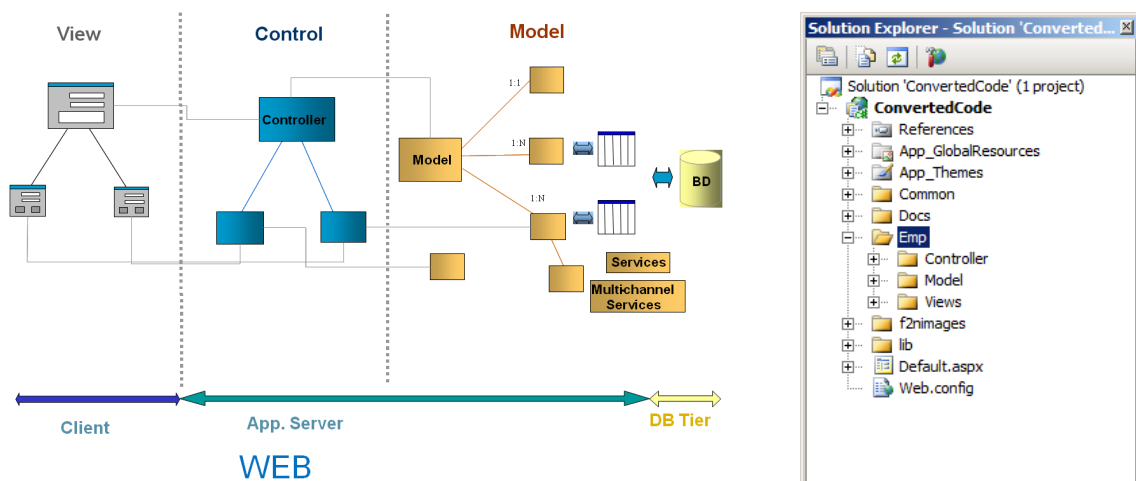 View
Control
Model
Controller
Model
1:1
1:N
1:N
BD
Services
Multi-channel
Services
Client
App. Server
DB Tier
WEB
Solution Explorer - Solution 'Converted...
Solution 'ConvertedCode' (1 project)
ConvertedCode
References
App_GlobalResources
App_Themes
Common
Docs
Emp
Controller
Model
Views
f2nimages
lib
Default.aspx
Web.config